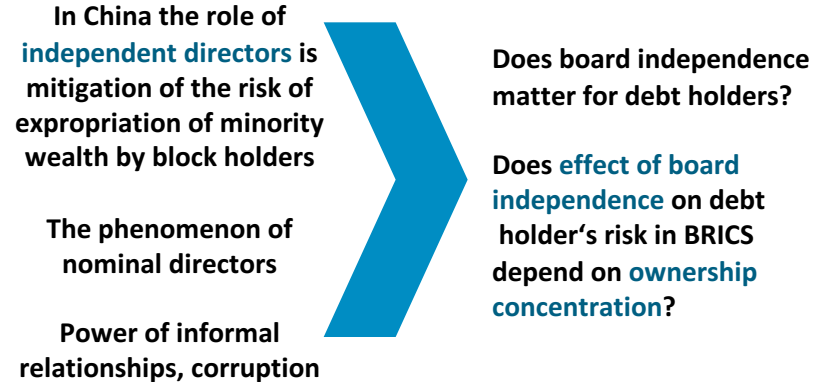 In China the role of
independent directors is
mitigation of the risk of
expropriation of minority
wealth by block holders
The phenomenon of
nominal directors
Power of informal
relationships, corruption
Does board independence
matter for debt holders?
Does effect of board
independence on debt
holder‘s risk in BRICS
depend on ownership
concentration?